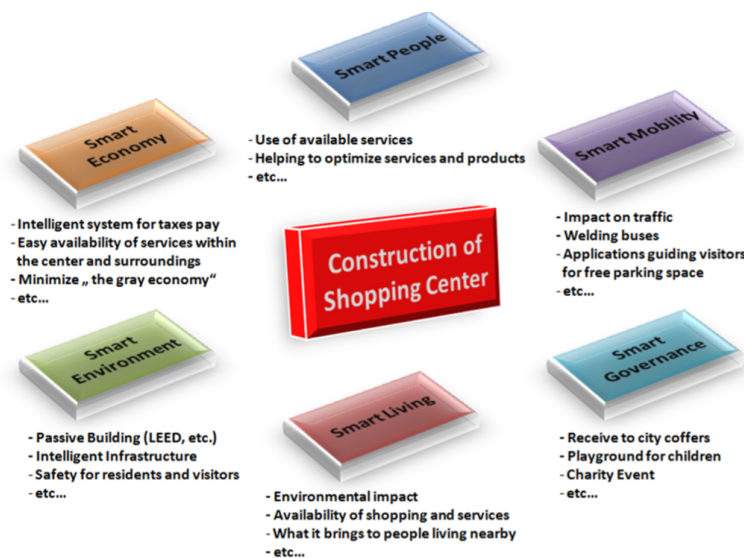 Smart People
- Use of available services
- Helping to optimize services and products
- etc...
Smart
Economy
- Intelligent system for taxes pay
- Easy availability of services within
the center and surroundings
- Minimize „ the gray economy“
- etc...
Smart Mobility
- Impact on traffic
- Welding buses
- Applications guiding visitors
for free parking space
- etc...
Construction of
Shopping Center
Smart
Environment
- Passive Building (LEED, etc.)
- Intelligent Infrastructure
- Safety for residents and visitors
- etc...
Smart Living
- Environmental impact
- Availability of shopping and services
- What it brings to people living nearby
- etc...
Smart
Governance
- Receive to city coffers
- Playground for children
- Charity Event
- etc...